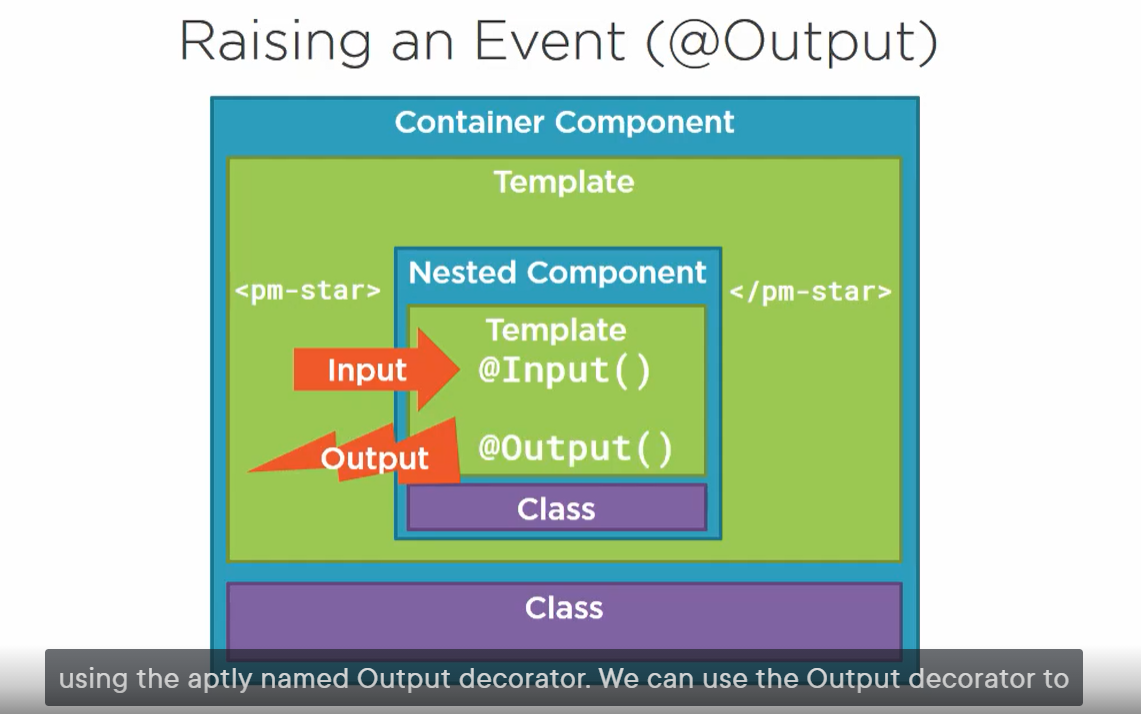 Raising an Event (@Output)
Container Component
Template
Nested Component
<pm-star>
</pm-star>
Template
Input
@Input()
Output
@Output()
Class
Class
using the aptly named Output decorator. We can use the Output decorator to